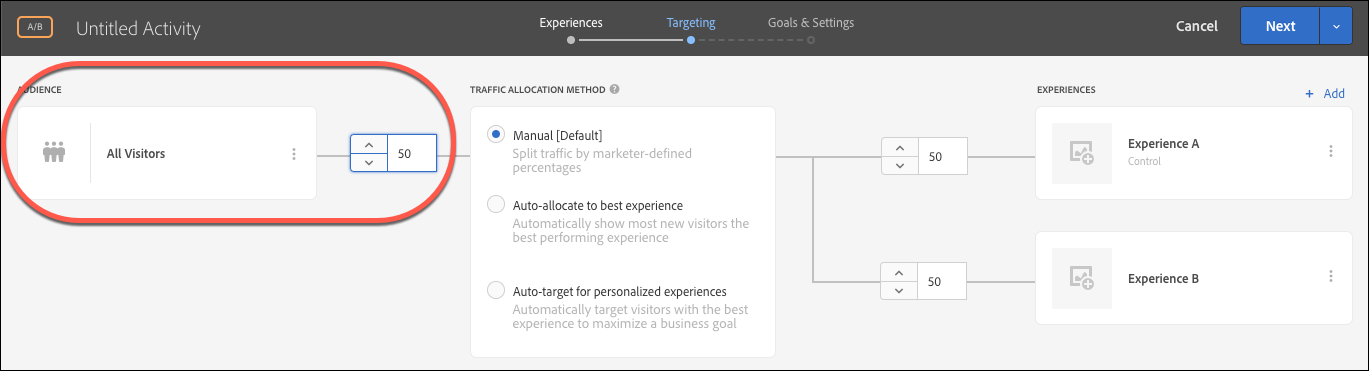 A/B
Untitled Activity
Experiences
Targeting
Goals & Settings
Cancel
Next
AUDIENCE
All Visitors
50
TRAFFIC ALLOCATION METHOD
?
Manual [Default]
Split traffic by marketer-defined
percentages
Auto-allocate to best experience
Automatically show most new visitors the
best performing experience
Auto-target for personalized experiences
Automatically target visitors with the best
experience to maximize a business goal
50
50
EXPERIENCES
+ Add
Experience A
Control
Experience B